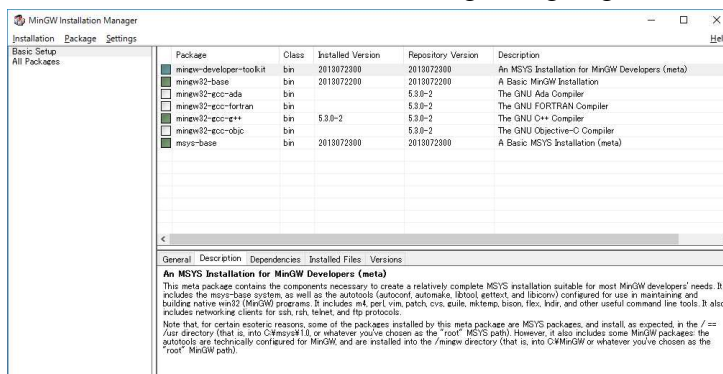 MinGW Installation Manager
Installation Package Settings Hel
Basic Setup
All Packages
Package Class Installed Version Repository Version Description
mingw-developer-toolkit bin 2013072300 2013072300 An MSYS Installation for MinGW Developers (meta)
mingw32-base bin 2013072200 2013072200 A Basic MinGW Installation
mingw32-gcc-ada bin 5.3.0-2 The GNU Ada Compiler
mingw32-gcc-fortran bin 5.3.0-2 The GNU FORTRAN Compiler
mingw32-gcc-g++ bin 5.3.0-2 5.3.0-2 The GNU C++ Compiler
mingw32-gcc-objc bin 5.3.0-2 The GNU Objective-C Compiler
msys-base bin 2013072300 2013072300 A Basic MSYS Installation (meta)
General Description Dependencies Installed Files Versions
An MSYS Installation for MinGW Developers (meta)
This meta package contains the components necessary to create a relatively complete MSYS installation suitable for most MinGW developers' needs. It
includes the msys-base system, as well as the autotools (autoconf, automake, libtool, gettext, and libiconv) configured for use in maintaining and
building native win32 (MinGW) programs. It includes m4, perl, vim, patch, cvs, guile, mktemp, bison, flex, lndir, and other useful command line tools. It also
includes networking clients for ssh, rsh, telnet, and ftp protocols.
Note that, for certain esoteric reasons, some of the packages installed by this meta package are MSYS packages, and install, as expected, in the / ==
/usr directory (that is, into C:¥msys¥1.0, or whatever you've chosen as the "root" MSYS path). However, it also includes some MinGW packages: the
autotools are technically configured for MinGW, and are installed into the /mingw directory (that is, into C:¥MinGW or whatever you've chosen as the
"root" MinGW path).